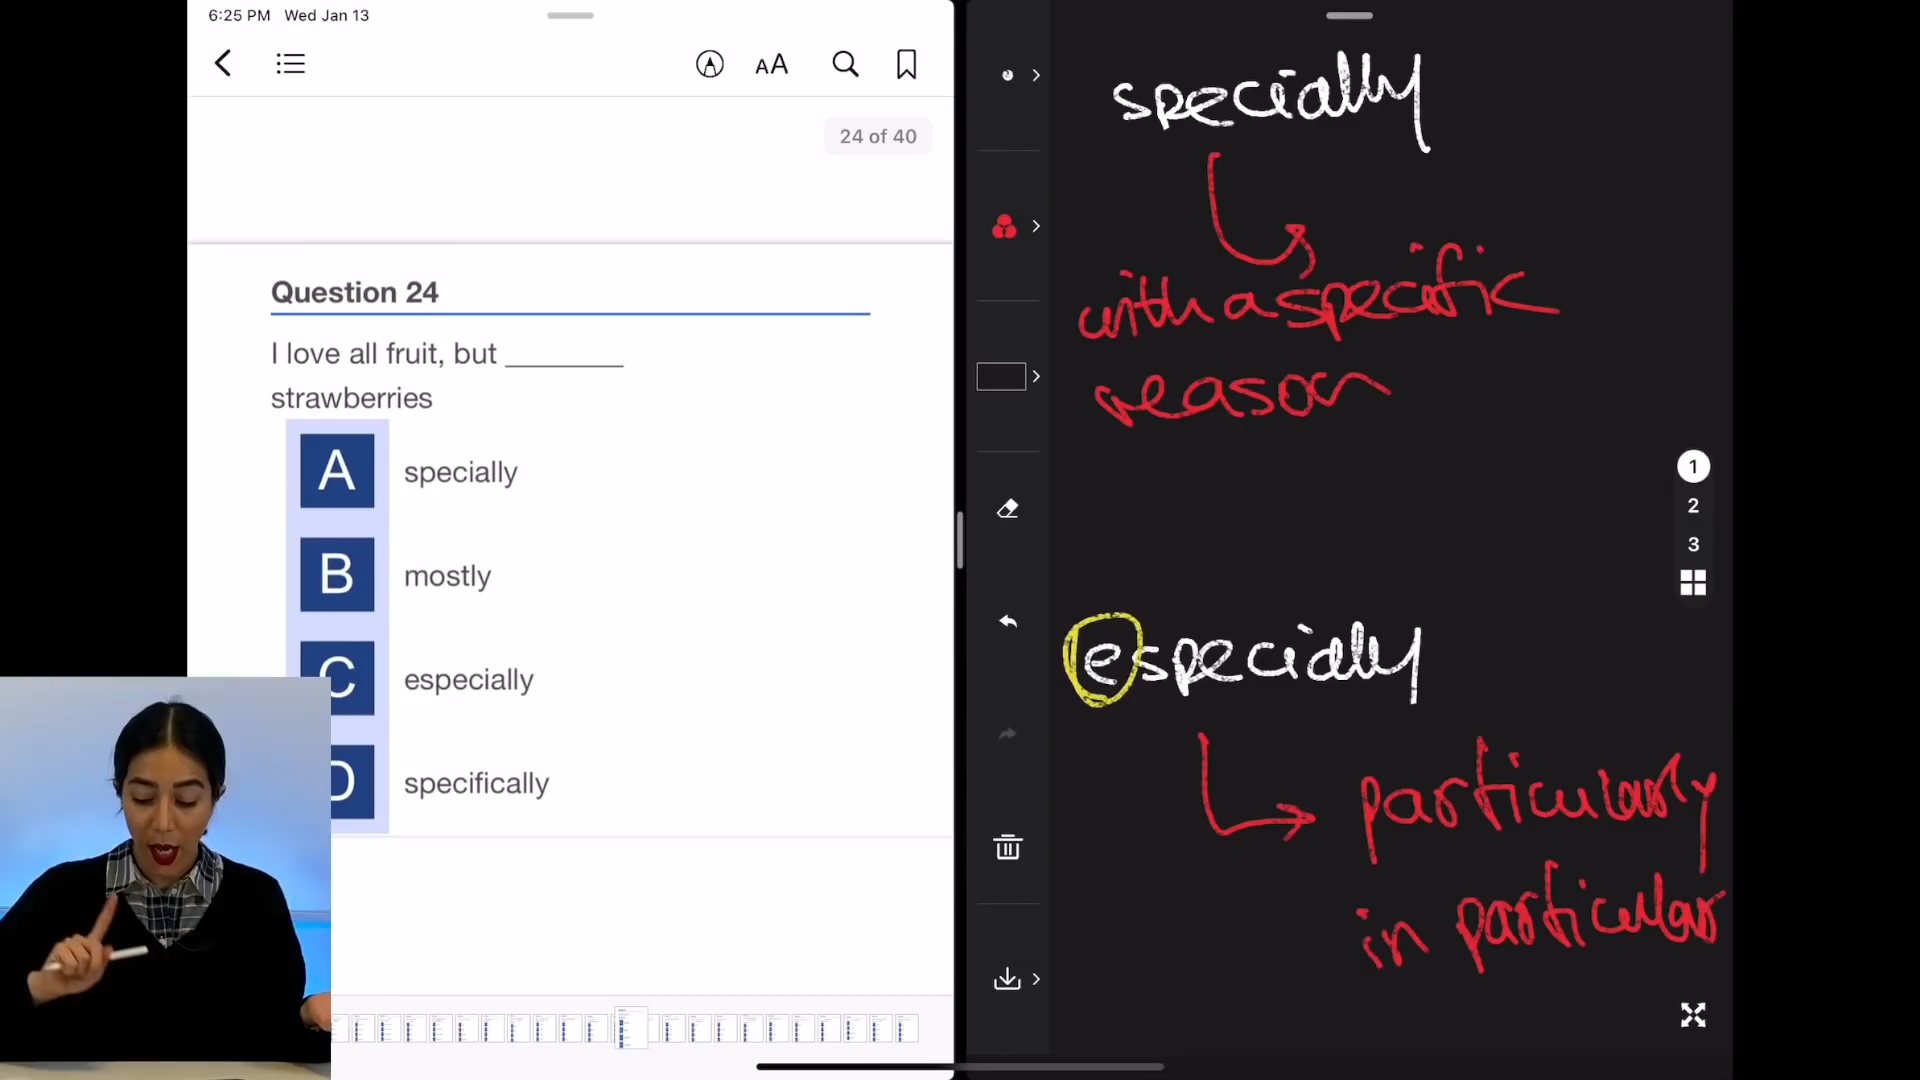 6:25 PM Wed Jan 13
AA
24 of 40
Question 24
I love all fruit, but ________
strawberries
A specially
B mostly
C especially
D specifically
specially
with a specific
reason
1
2
3
especially
particularly
in particular